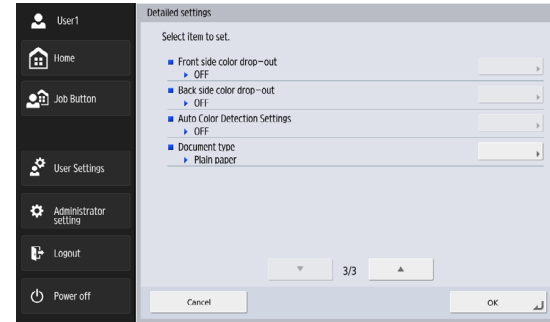 User1
Home
Job Button
User Settings
Administrator
setting
Logout
Power off
Detailed settings
Select item to set.
Front side color drop-out
OFF
Back side color drop-out
OFF
Auto Color Detection Settings
OFF
Document type
Plain paper
3/3
Cancel
OK